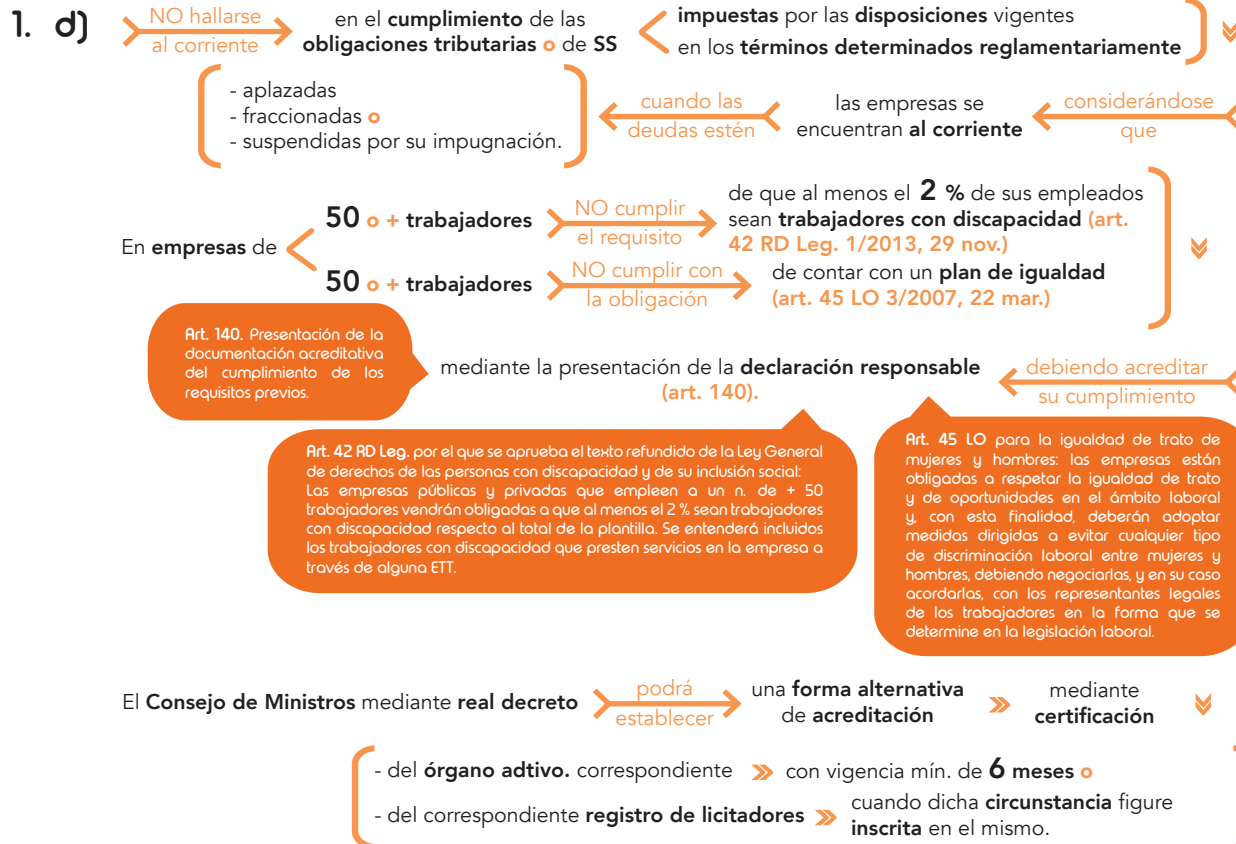 1. d)
NO hallarse
al corriente
en el cumplimiento de las
obligaciones tributarias o de SS
impuestas por las disposiciones vigentes
en los términos determinados reglamentariamente
considerándose
que
las empresas se
encuentran al corriente
cuando las
deudas estén
- aplazadas
- fraccionadas o
- suspendidas por su impugnación.
En empresas de
50 o + trabajadores
NO cumplir
el requisito
de que al menos el 2 % de sus empleados
sean trabajadores con discapacidad (art.
42 RD Leg. 1/2013, 29 nov.)
50 o + trabajadores
NO cumplir con
la obligación
de contar con un plan de igualdad
(art. 45 LO 3/2007, 22 mar.)
debiendo acreditar
su cumplimiento
mediante la presentación de la declaración responsable
(art. 140).
Art. 140. Presentación de la
documentación acreditativa
del cumplimiento de los
requisitos previos.
Art. 42 RD Leg. por el que se aprueba el texto refundido de la Ley General
de derechos de las personas con discapacidad y de su inclusión social:
Las empresas públicas y privadas que empleen a un n. de + 50
trabajadores vendrán obligadas a que al menos el 2 % sean trabajadores
con discapacidad respecto al total de la plantilla. Se entenderá incluidos
los trabajadores con discapacidad que presten servicios en la empresa a
través de alguna ETT.
Art. 45 LO para la igualdad de trato de
mujeres y hombres: las empresas están
obligadas a respetar la igualdad de trato
y de oportunidades en el ámbito laboral
y, con esta finalidad, deberán adoptar
medidas dirigidas a evitar cualquier tipo
de discriminación laboral entre mujeres y
hombres, debiendo negociarlas, y en su caso
acordarlas, con los representantes legales
de los trabajadores en la forma que se
determine en la legislación laboral.
El Consejo de Ministros mediante real decreto
podrá
establecer
una forma alternativa
de acreditación
mediante
certificación
- del órgano adtivo. correspondiente
con vigencia mín. de 6 meses o
- del correspondiente registro de licitadores
cuando dicha circunstancia figure
inscrita en el mismo.